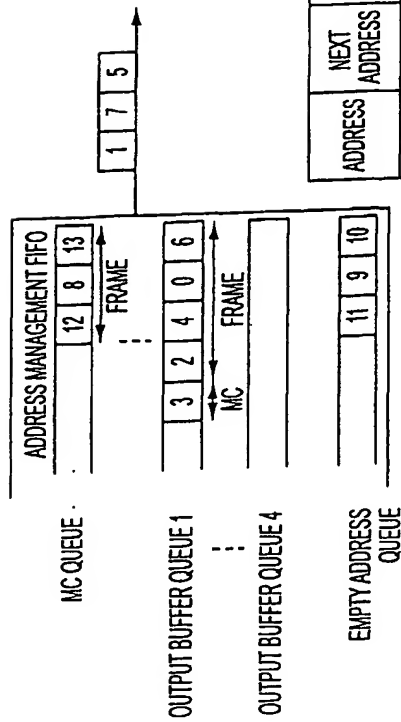 ADDRESS MANAGEMENT FIFO
MC QUEUE
12 8 13
FRAME
1 7 5
OUTPUT BUFFER QUEUE 1
3 2 4 0 6
MC FRAME
OUTPUT BUFFER QUEUE 4
EMPTY ADDRESS
QUEUE
11 9 10
ADDRESS
NEXT
ADDRESS